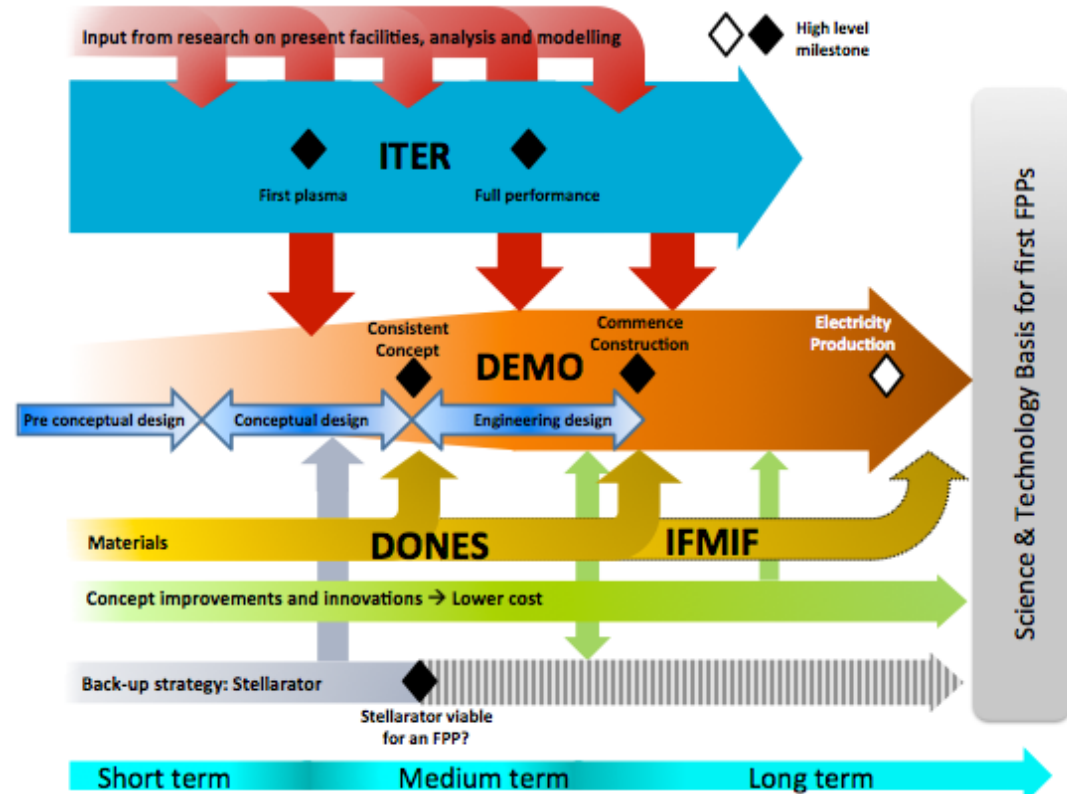 Input from research on present facilities, analysis and modelling
High level
milestone
ITER
First plasma
Full performance
Consistent
Concept
DEMO
Commence
Construction
Electricity
Production
Pre conceptual design
Conceptual design
Engineering design
Materials
DONES
IFMIF
Concept improvements and innovations → Lower cost
Back-up strategy: Stellarator
Stellarator viable
for an FPP?
Short term
Medium term
Long term
Science & Technology Basis for first FPPs